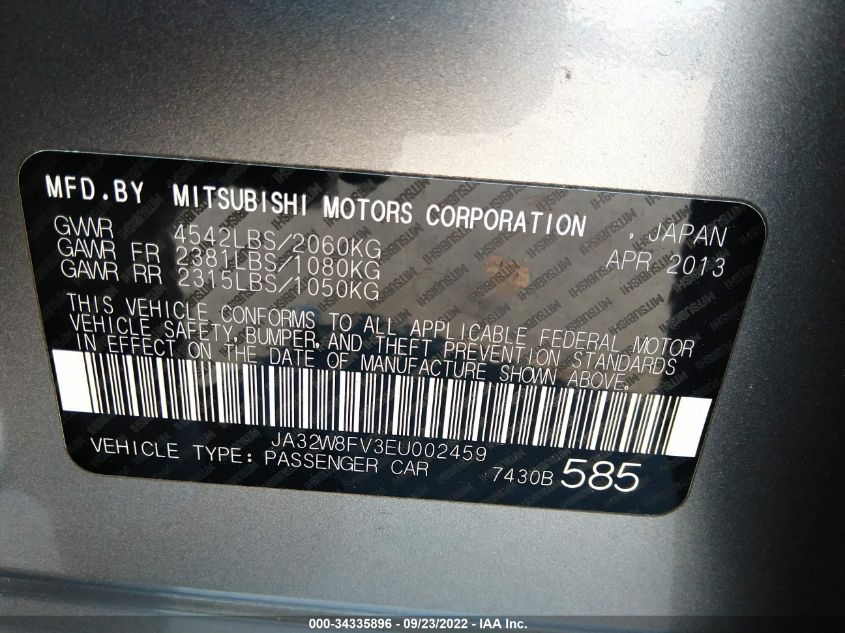 MFD.BY MITSUBISHI MOTORS CORPORATION , JAPAN
GVWR 4542LBS/2060KG APR 2013
GAWR FR 2381LBS/1080KG
GAWR RR 2315LBS/1050KG
THIS VEHICLE CONFORMS TO ALL APPLICABLE FEDERAL MOTOR
VEHICLE SAFETY, BUMPER, AND THEFT PREVENTION STANDARDS
IN EFFECT ON THE DATE OF MANUFACTURE SHOWN ABOVE.
JA32W8FV3EU002459
VEHICLE TYPE: PASSENGER CAR 7430B 585
000-34335896 - 09/23/2022 - IAA Inc.